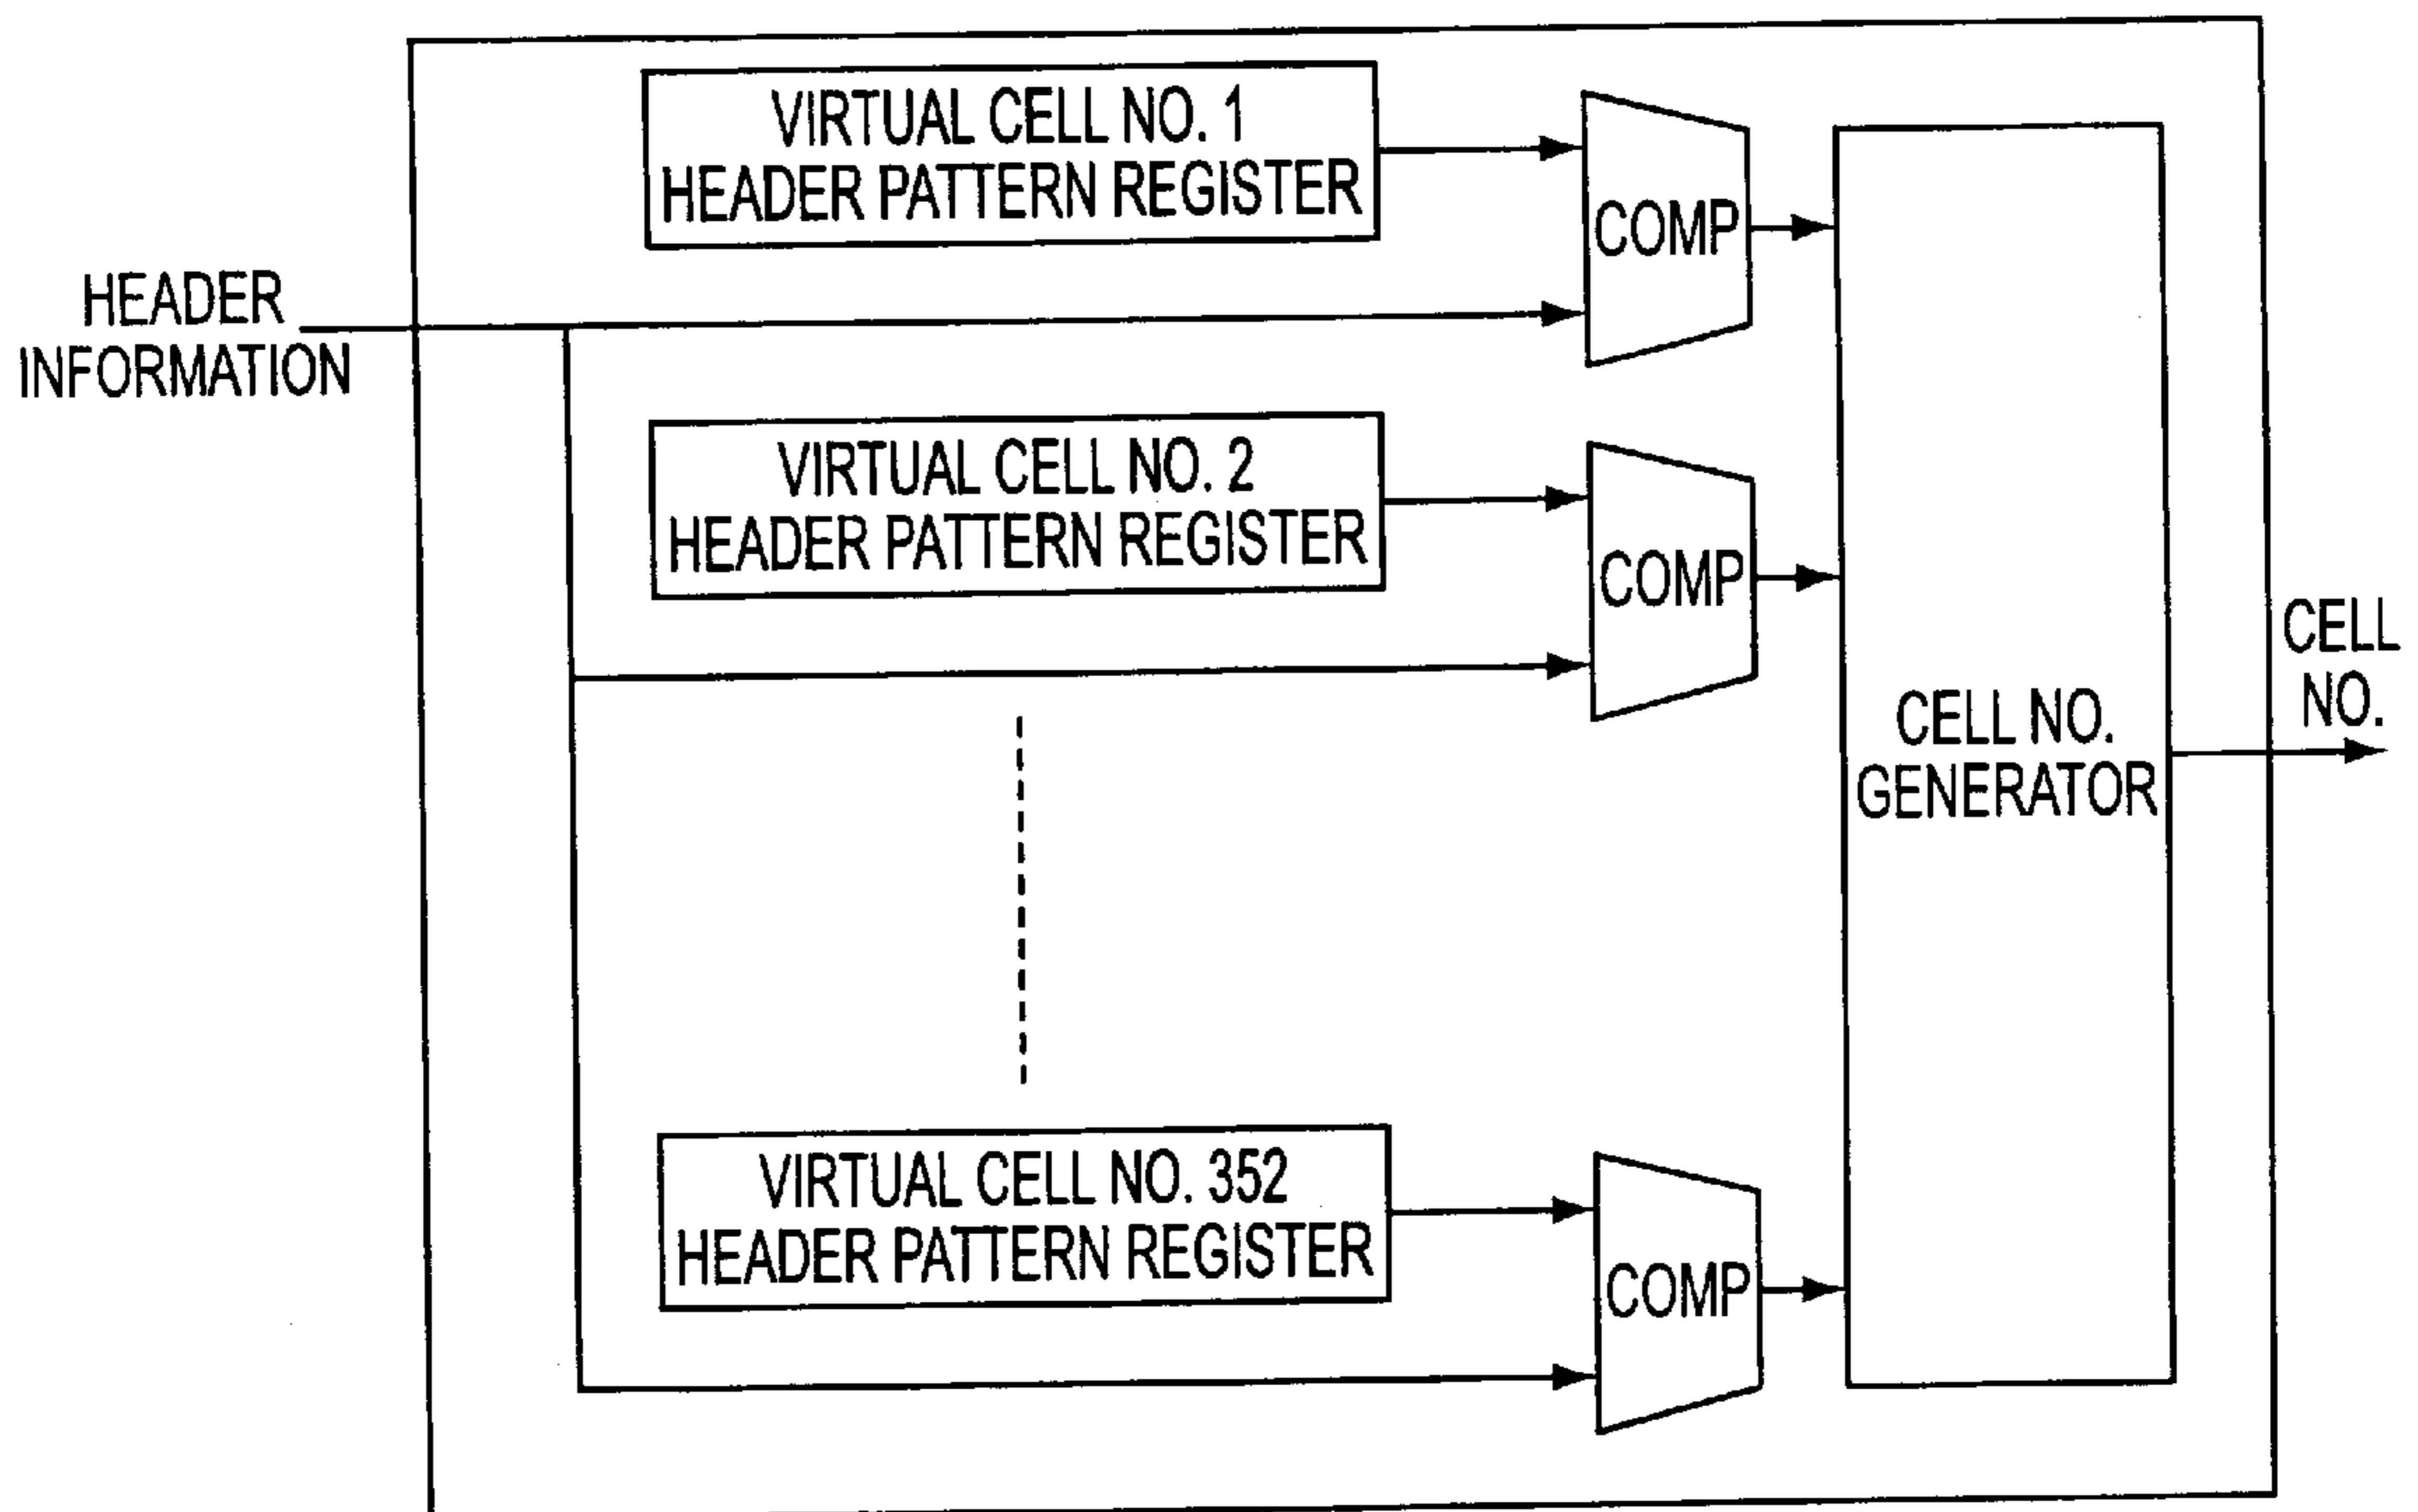 VIRTUAL CELL NO. 1
HEADER PATTERN REGISTER
COMP
HEADER
INFORMATION
VIRTUAL CELL NO. 2
HEADER PATTERN REGISTER
COMP
CELL
NO.
CELL NO.
GENERATOR
VIRTUAL CELL NO. 352
HEADER PATTERN REGISTER
COMP